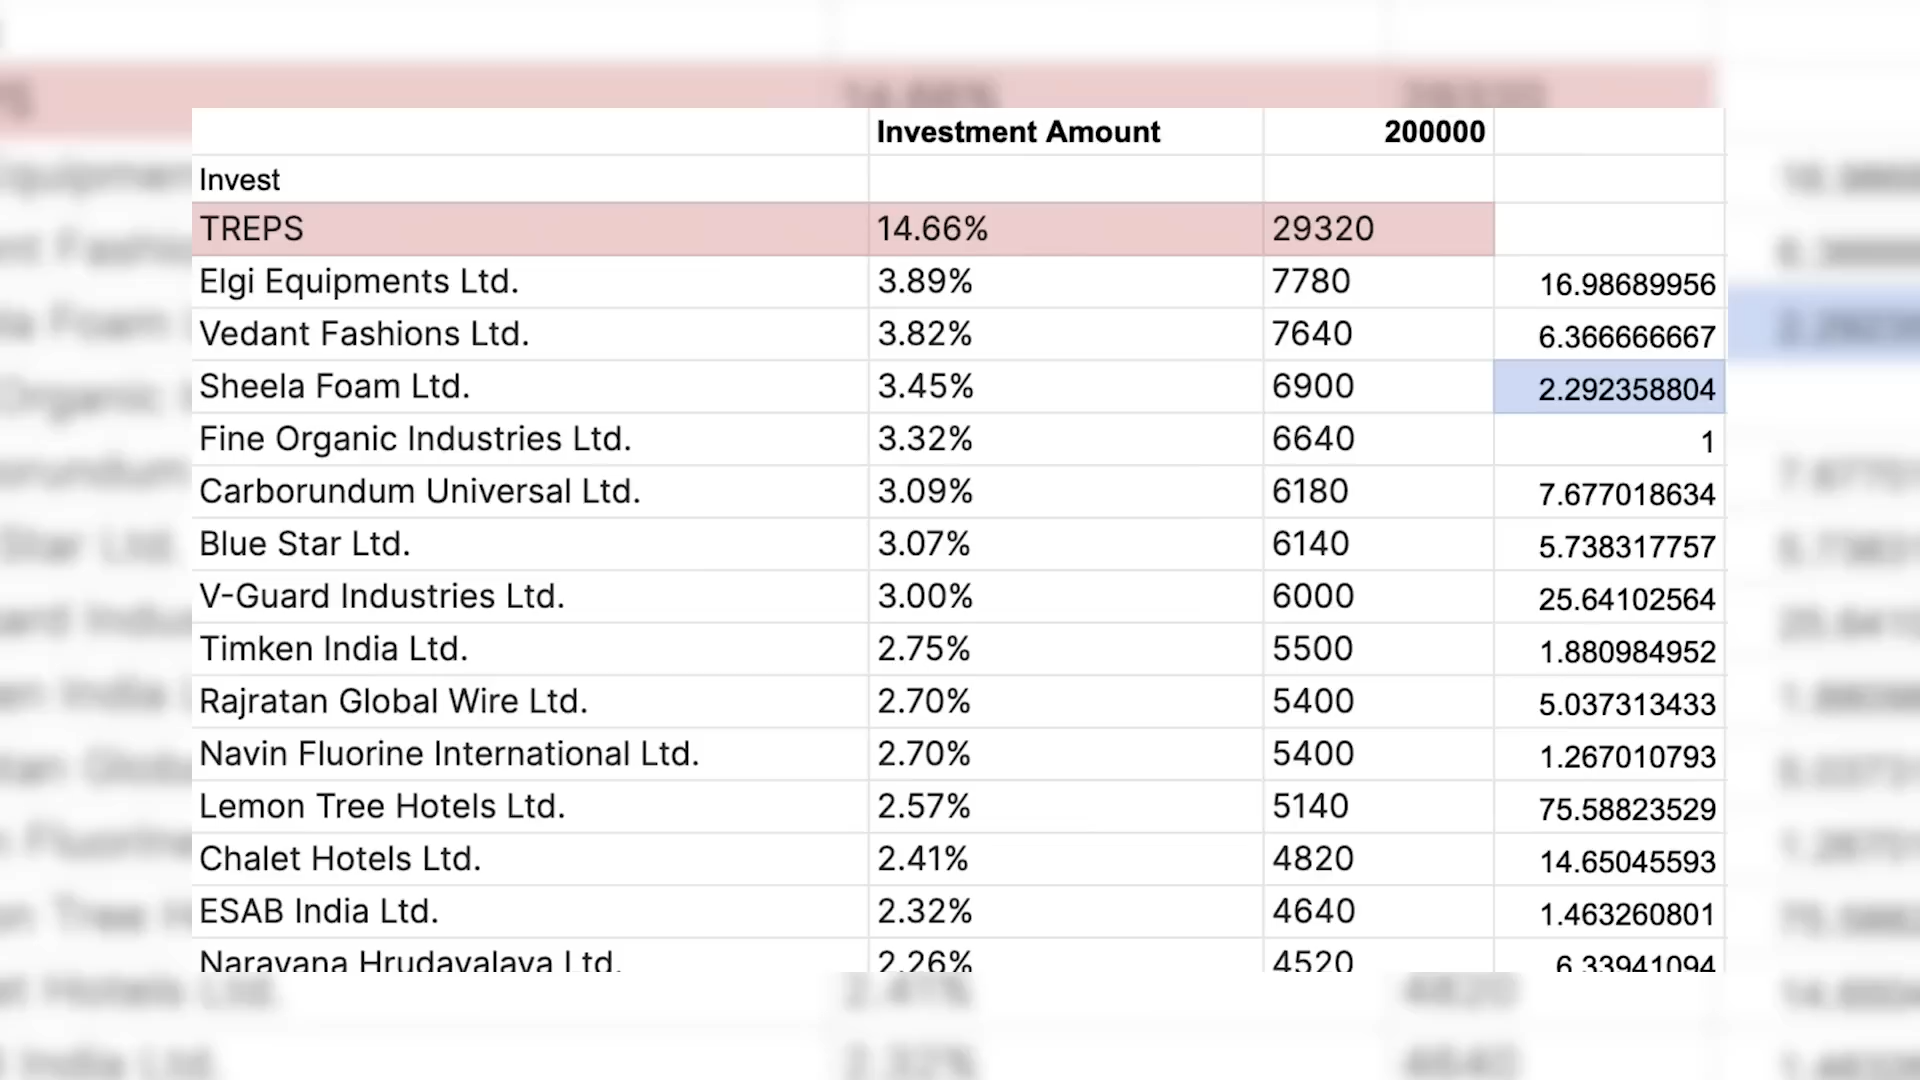 Investment Amount 200000
Invest
TREPS 14.66% 29320
Elgi Equipments Ltd. 3.89% 7780 16.98689956
Vedant Fashions Ltd. 3.82% 7640 6.366666667
Sheela Foam Ltd. 3.45% 6900 2.292358804
Fine Organic Industries Ltd. 3.32% 6640 1
Carborundum Universal Ltd. 3.09% 6180 7.677018634
Blue Star Ltd. 3.07% 6140 5.738317757
V-Guard Industries Ltd. 3.00% 6000 25.64102564
Timken India Ltd. 2.75% 5500 1.880984952
Rajratan Global Wire Ltd. 2.70% 5400 5.037313433
Navin Fluorine International Ltd. 2.70% 5400 1.267010793
Lemon Tree Hotels Ltd. 2.57% 5140 75.58823529
Chalet Hotels Ltd. 2.41% 4820 14.65045593
ESAB India Ltd. 2.32% 4640 1.463260801
Narayana Hrudayalaya Ltd. 2.26% 4520 6.33941094